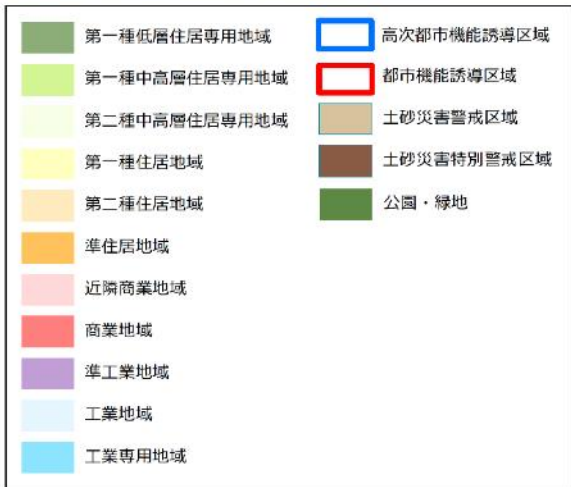 第一種低層住居専用地域
第一種中高層住居専用地域
第二種中高層住居専用地域
第一種住居地域
第二種住居地域
準住居地域
近隣商業地域
商業地域
準工業地域
工業地域
工業専用地域
高次都市機能誘導区域
都市機能誘導区域
土砂災害警戒区域
土砂災害特別警戒区域
公園・緑地